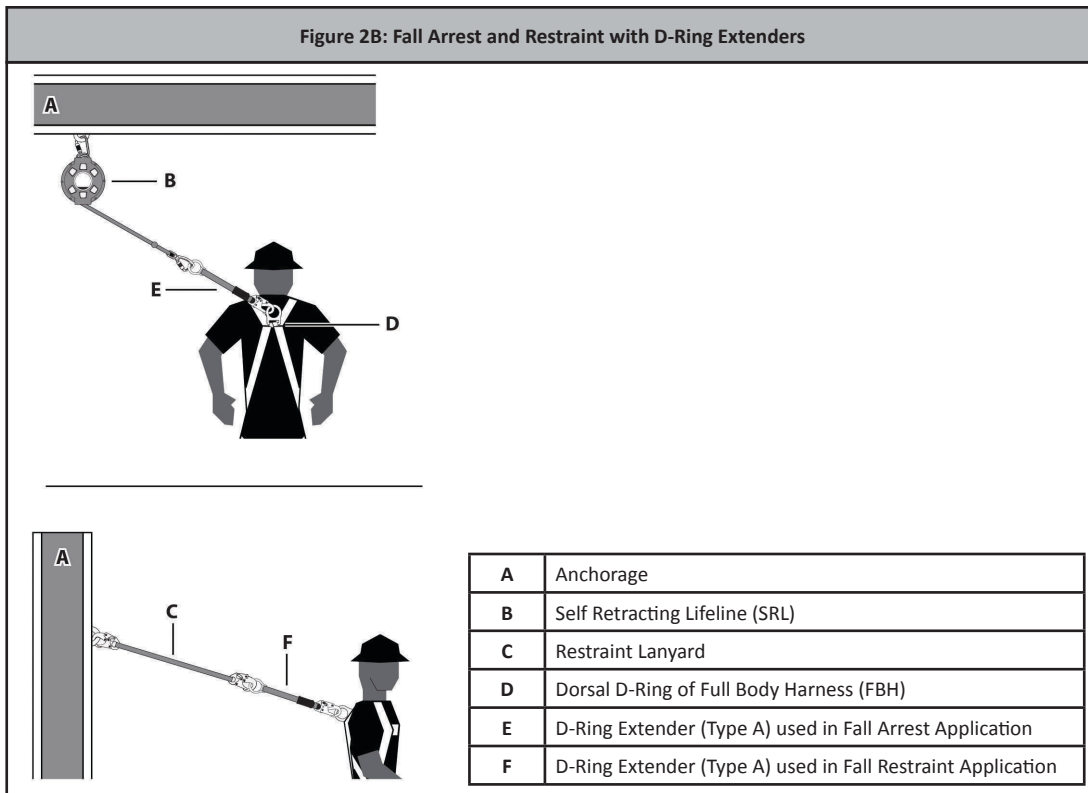 Figure 2B: Fall Arrest and Restraint with D-Ring Extenders
A
B
E
D
A
C
F
A Anchorage
B Self Retracting Lifeline (SRL)
C Restraint Lanyard
D Dorsal D-Ring of Full Body Harness (FBH)
E D-Ring Extender (Type A) used in Fall Arrest Application
F D-Ring Extender (Type A) used in Fall Restraint Application